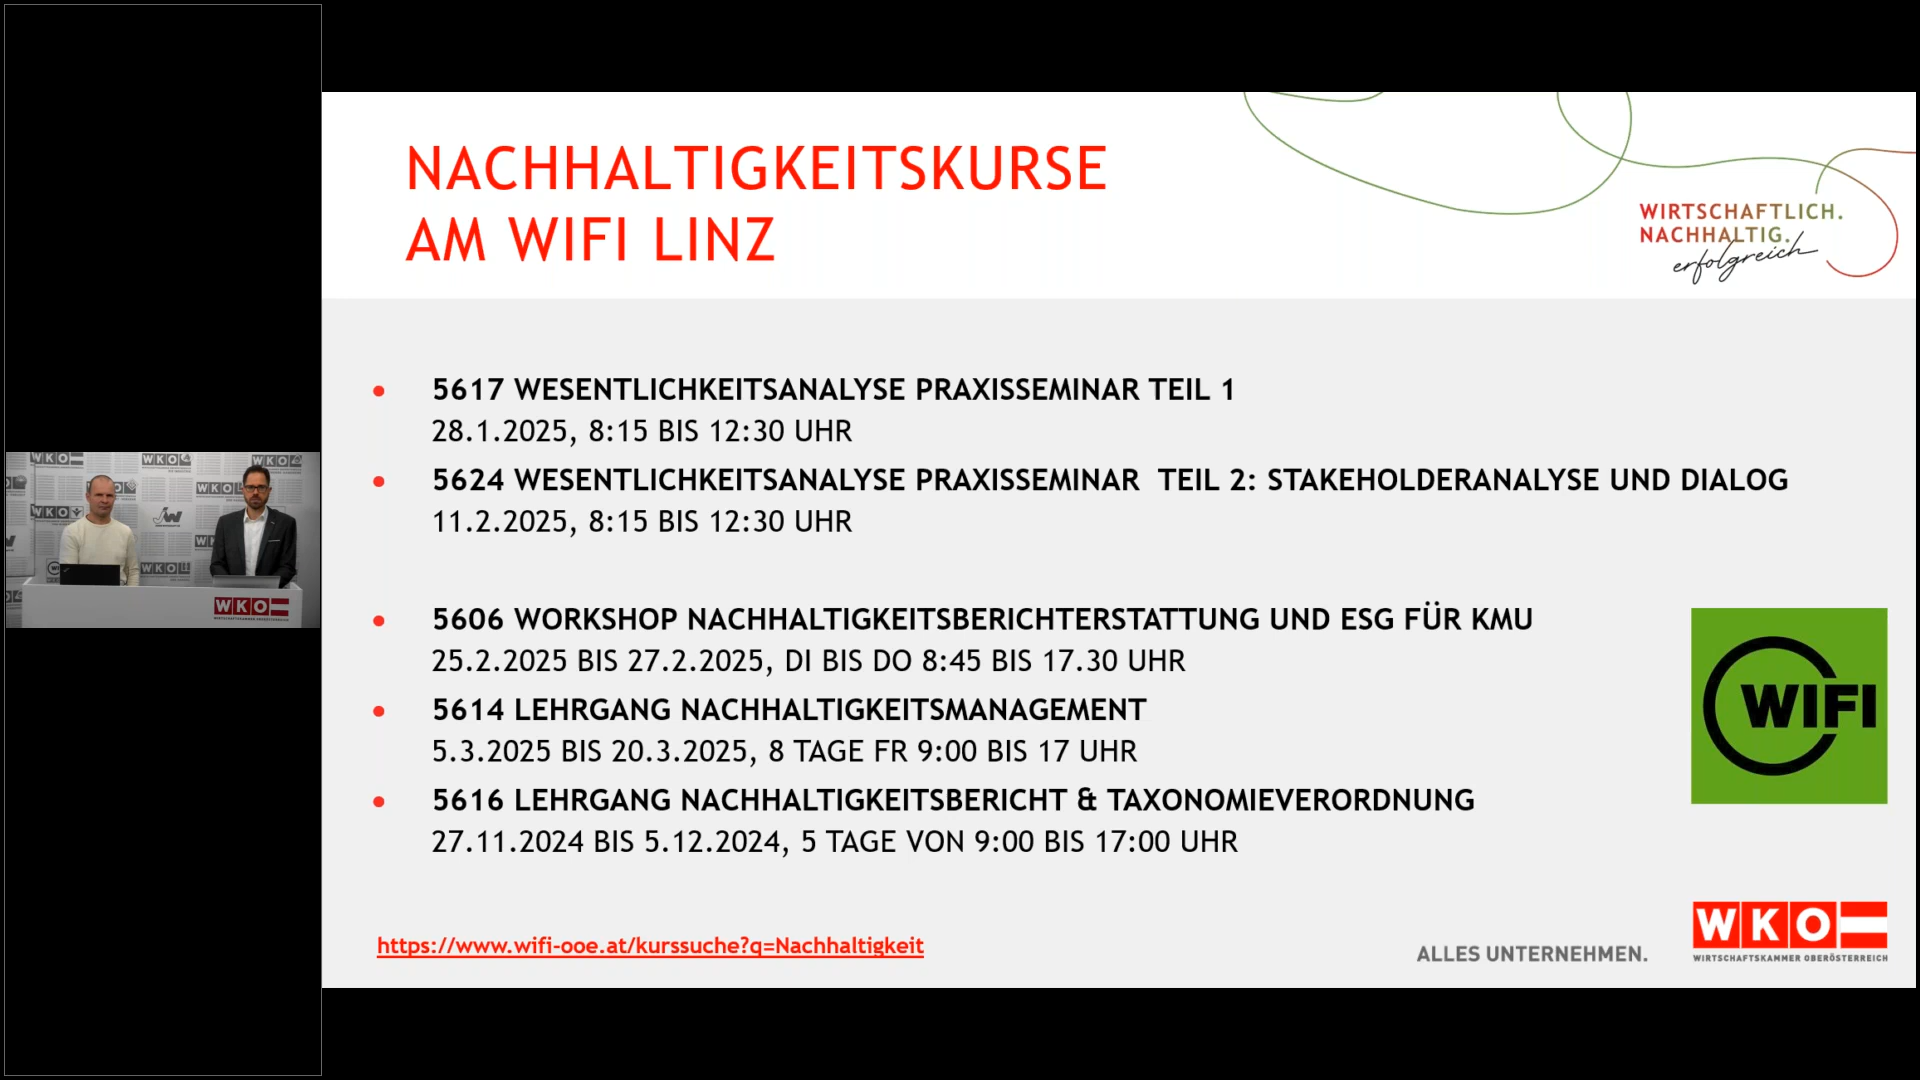 NACHHALTIGKEITSKURSE
AM WIFI LINZ
WIRTSCHAFTLICH.
NACHHALTIG.
erfolgreich
• 5617 WESENTLICHKEITSANALYSE PRAXISSEMINAR TEIL 1
28.1.2025, 8:15 BIS 12:30 UHR
• 5624 WESENTLICHKEITSANALYSE PRAXISSEMINAR TEIL 2: STAKEHOLDERANALYSE UND DIALOG
11.2.2025, 8:15 BIS 12:30 UHR
• 5606 WORKSHOP NACHHALTIGKEITSBERICHTERSTATTUNG UND ESG FÜR KMU
25.2.2025 BIS 27.2.2025, DI BIS DO 8:45 BIS 17.30 UHR
• 5614 LEHRGANG NACHHALTIGKEITSMANAGEMENT
5.3.2025 BIS 20.3.2025, 8 TAGE FR 9:00 BIS 17 UHR
• 5616 LEHRGANG NACHHALTIGKEITSBERICHT & TAXONOMIEVERORDNUNG
27.11.2024 BIS 5.12.2024, 5 TAGE VON 9:00 BIS 17:00 UHR
WIFI
https://www.wifi-ooe.at/kurssuche?q=Nachhaltigkeit
ALLES UNTERNEHMEN.
WKO
WIRTSCHAFTSKAMMER OBERÖSTERREICH
WKO
WKO
WKO
WKO
WKO
JW
WKO
WKO